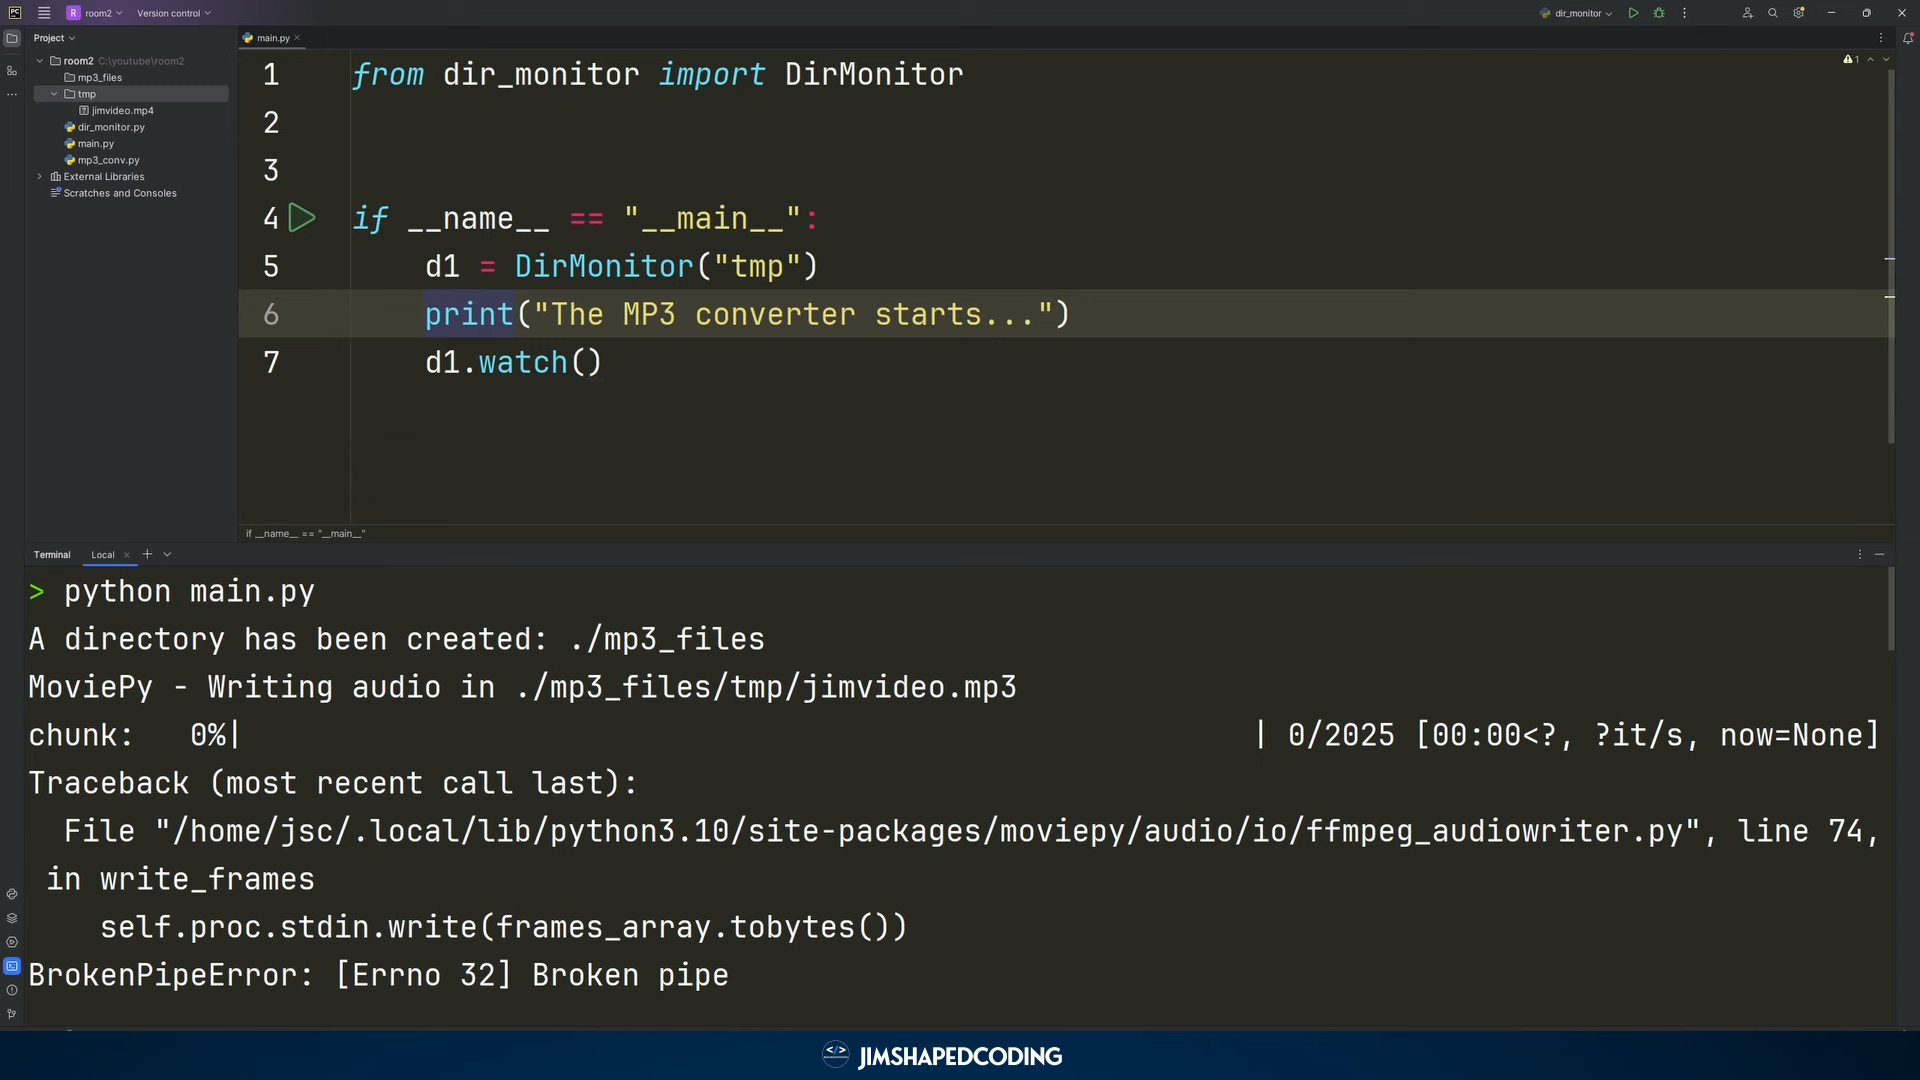 PC
R room2
Version control
dir_monitor
Project
main.py
room2 C:\youtube\room2
mp3_files
tmp
jimvideo.mp4
dir_monitor.py
main.py
mp3_conv.py
External Libraries
Scratches and Consoles
1
1 from dir_monitor import DirMonitor
2
3
4 if __name__ == "__main__":
5 d1 = DirMonitor("tmp")
6 print("The MP3 converter starts...")
7 d1.watch()
if __name__ == "__main__"
Terminal Local
> python main.py
A directory has been created: ./mp3_files
MoviePy - Writing audio in ./mp3_files/tmp/jimvideo.mp3
chunk:   0%| | 0/2025 [00:00<?, ?it/s, now=None]
Traceback (most recent call last):
File "/home/jsc/.local/lib/python3.10/site-packages/moviepy/audio/io/ffmpeg_audiowriter.py", line 74,
in write_frames
self.proc.stdin.write(frames_array.tobytes())
BrokenPipeError: [Errno 32] Broken pipe
</> JIMSHAPEDCODING